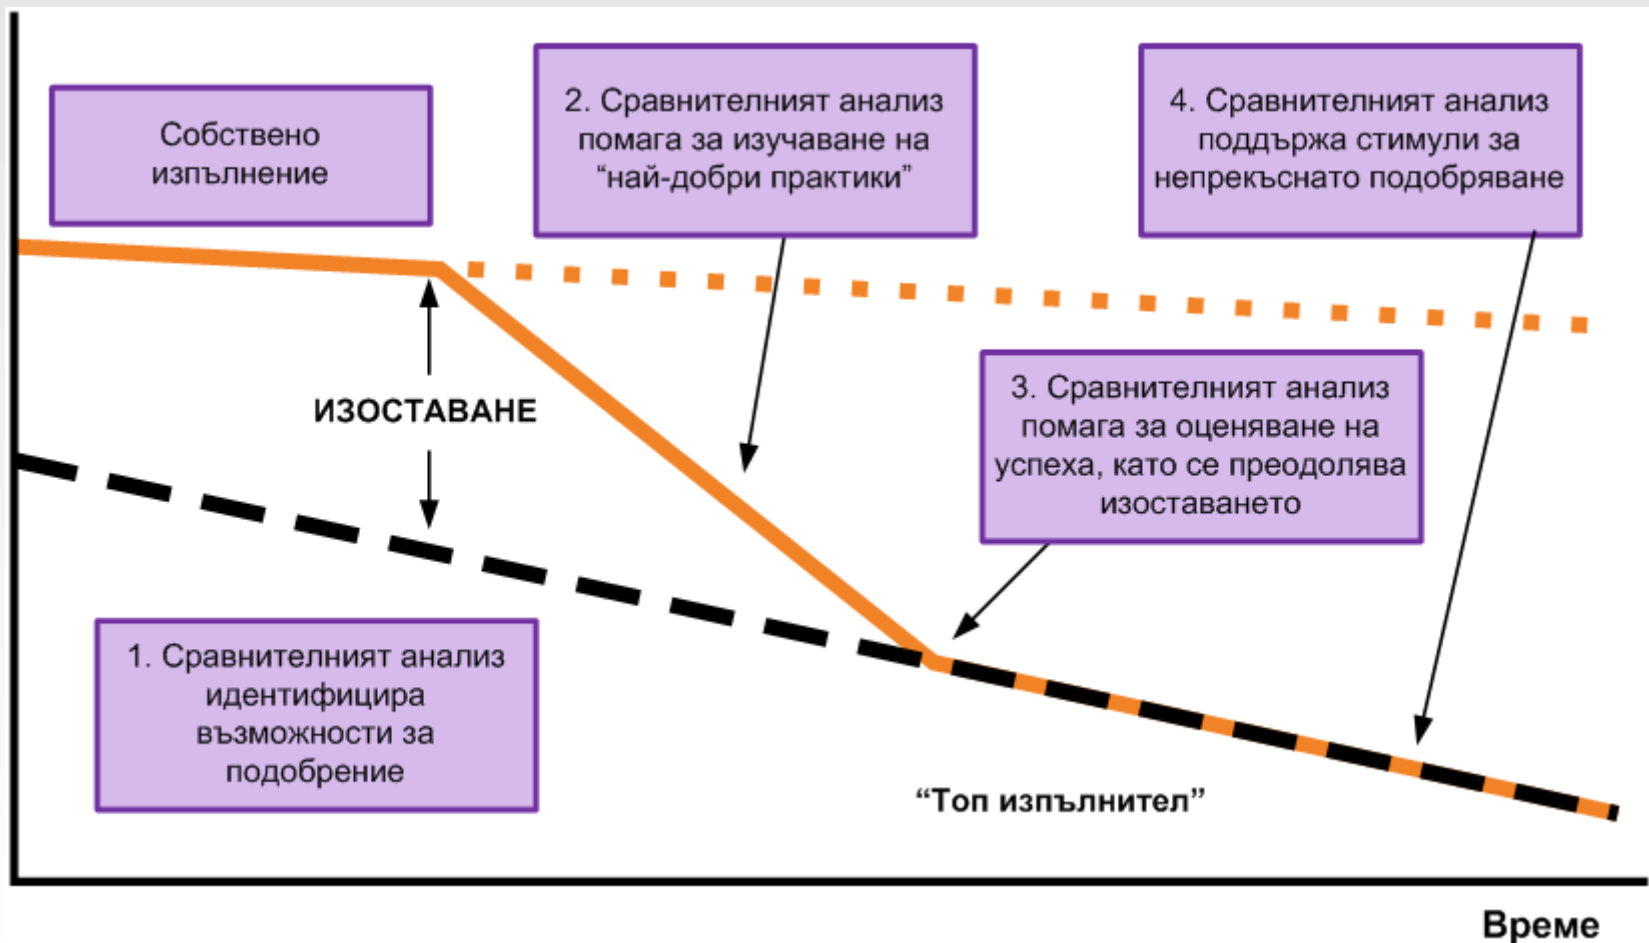 Собствено
изпълнение
2. Сравнителният анализ
помага за изучаване на
“най-добри практики”
4. Сравнителният анализ
поддържа стимули за
непрекъснато подобряване
ИЗОСТАВАНЕ
3. Сравнителният анализ
помага за оценяване на
успеха, като се преодолява
изоставането
1. Сравнителният анализ
идентифицира
възможности за
подобрение
“Топ изпълнител”
Време